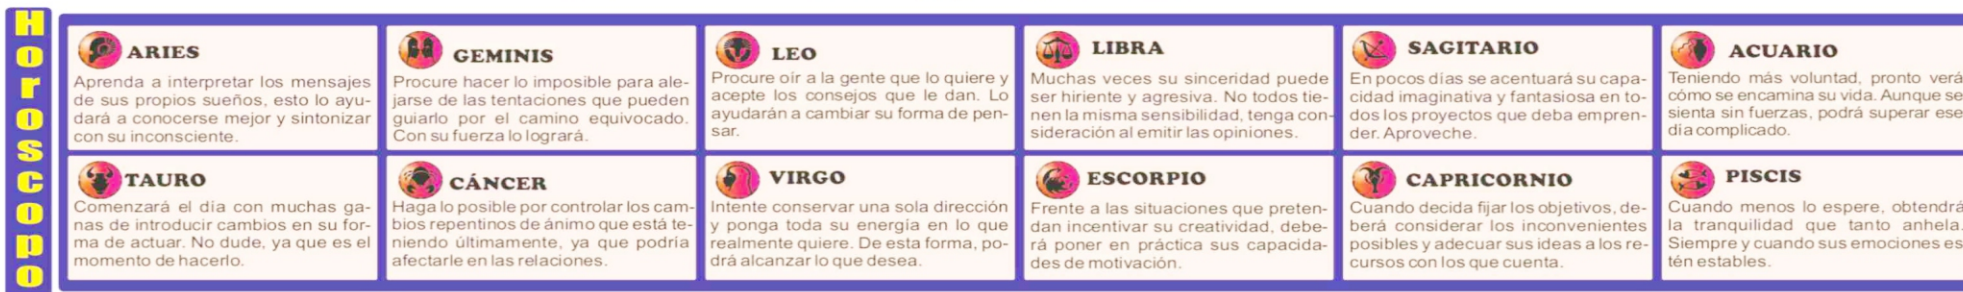 Horoscopo
ARIES
Aprenda a interpretar los mensajes
de sus propios sueños, esto lo ayu-
dará a conocerse mejor y sintonizar
con su inconsciente.
TAURO
Comenzará el día con muchas ga-
nas de introducir cambios en su for-
ma de actuar. No dude, ya que es el
momento de hacerlo.
GEMINIS
Procure hacer lo imposible para ale-
jarse de las tentaciones que pueden
guiarlo por el camino equivocado.
Con su fuerza lo logrará.
CÁNCER
Haga lo posible por controlar los cam-
bios repentinos de ánimo que está te-
niendo últimamente, ya que podría
afectarle en las relaciones.
LEO
Procure oír a la gente que lo quiere y
acepte los consejos que le dan. Lo
ayudarán a cambiar su forma de pen-
sar.
VIRGO
Intente conservar una sola dirección
y ponga toda su energía en lo que
realmente quiere. De esta forma, po-
drá alcanzar lo que desea.
LIBRA
Muchas veces su sinceridad puede
ser hiriente y agresiva. No todos tie-
nen la misma sensibilidad, tenga con-
sideración al emitir las opiniones.
ESCORPIO
Frente a las situaciones que preten-
dan incentivar su creatividad, debe-
rá poner en práctica sus capacida-
des de motivación.
SAGITARIO
En pocos días se acentuará su capa-
cidad imaginativa y fantasiosa en to-
dos los proyectos que deba empren-
der. Aproveche.
CAPRICORNIO
Cuando decida fijar los objetivos, de-
berá considerar los inconvenientes
posibles y adecuar sus ideas a los re-
cursos con los que cuenta.
ACUARIO
Teniendo más voluntad, pronto verá
cómo se encamina su vida. Aunque se
sienta sin fuerzas, podrá superar ese
día complicado.
PISCIS
Cuando menos lo espere, obtendrá
la tranquilidad que tanto anhela.
Siempre y cuando sus emociones es
tén estables.